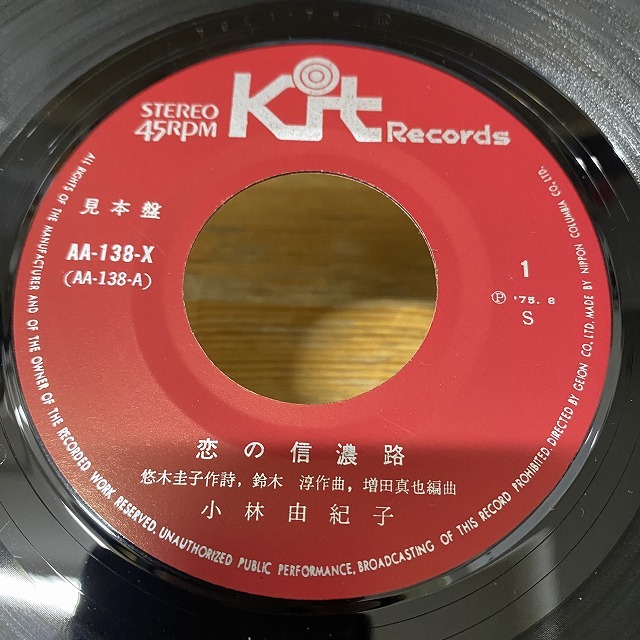 STEREO
45RPM
Kit Records
見本盤
AA-138-X
(AA-138-A)
1
Ⓟ '75. 8
S
恋の信濃路
悠木圭子作詩, 鈴木 淳作曲, 増田真也編曲
小林由紀子
ALL RIGHTS OF THE MANUFACTURER AND OF THE OWNER OF THE RECORDED WORK RESERVED. UNAUTHORIZED PUBLIC PERFORMANCE, BROADCASTING OF THIS RECORD PROHIBITED. DIRECTED BY GEION CO., LTD. MADE BY NIPPON COLUMBIA CO., LTD.